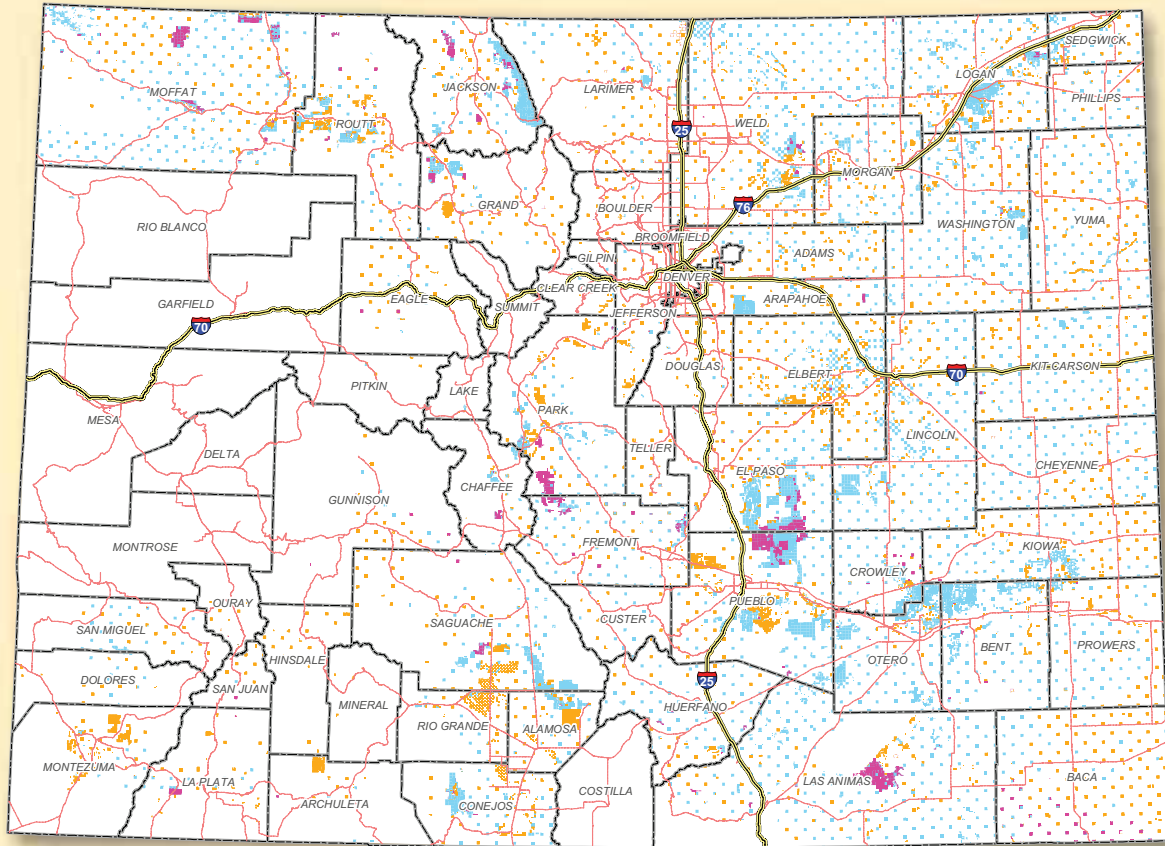 SEDGWICK
LOGAN
MOFFAT
JACKSON
LARIMER
PHILLIPS
ROUTT
WELD
25
MORGAN
GRAND
BOULDER
76
RIO BLANCO
WASHINGTON
YUMA
BROOMFIELD
GILPIN
ADAMS
DENVER
CLEAR CREEK
EAGLE
ARAPAHOE
GARFIELD
SUMMIT
JEFFERSON
70
DOUGLAS
ELBERT
70
KIT CARSON
PITKIN
LAKE
MESA
PARK
LINCOLN
DELTA
TELLER
CHEYENNE
EL PASO
CHAFFEE
GUNNISON
MONTROSE
FREMONT
KIOWA
CROWLEY
OURAY
PUEBLO
SAN MIGUEL
SAGUACHE
CUSTER
BENT
PROWERS
HINSDALE
OTERO
DOLORES
SAN JUAN
25
MINERAL
HUERFANO
RIO GRANDE
ALAMOSA
MONTEZUMA
LA PLATA
LAS ANIMAS
BACA
COSTILLA
ARCHULETA
CONEJOS